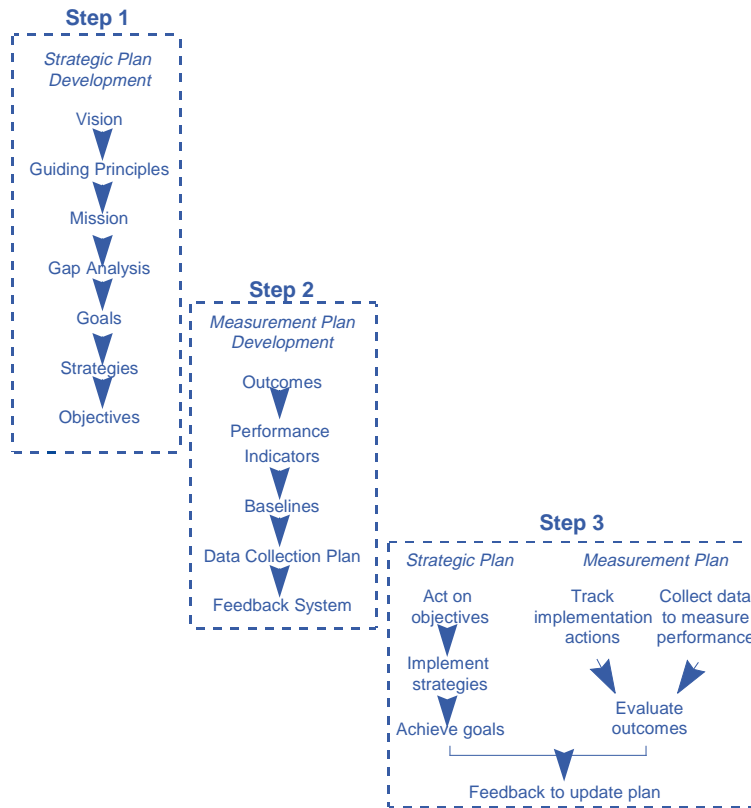 Step 1
Strategic Plan
Development
Vision
Guiding Principles
Mission
Gap Analysis
Goals
Strategies
Objectives
Step 2
Measurement Plan
Development
Outcomes
Performance
Indicators
Baselines
Data Collection Plan
Feedback System
Step 3
Strategic Plan
Act on
objectives
Implement
strategies
Achieve goals
Measurement Plan
Track
implementation
actions
Collect data
to measure
performance
Evaluate
outcomes
Feedback to update plan